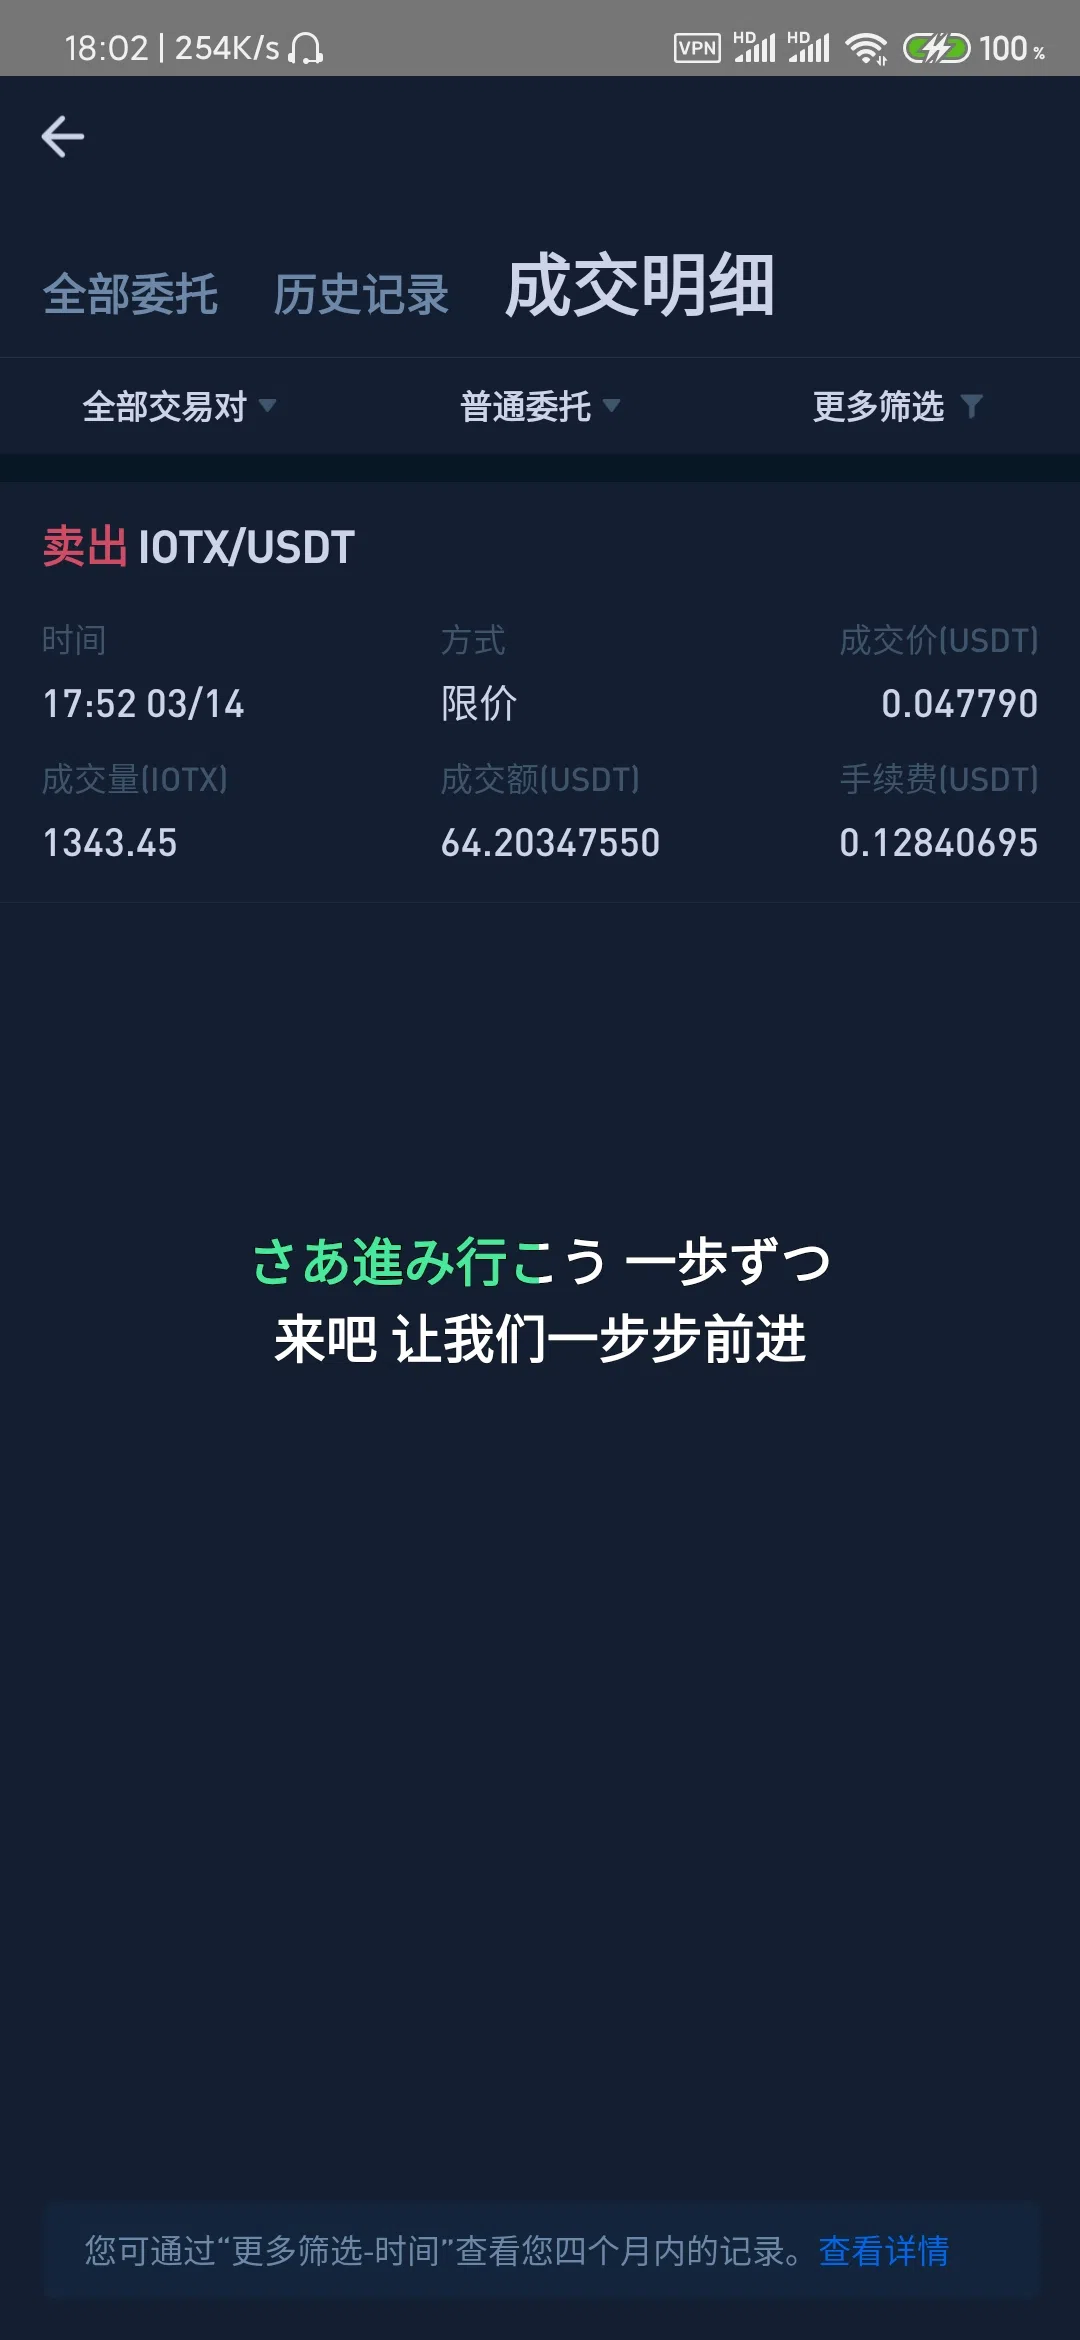 18:02 | 254K/s VPN HD HD 100 %
全部委托 历史记录 成交明细
全部交易对 普通委托 更多筛选
卖出 IOTX/USDT
时间 方式 成交价(USDT)
17:52 03/14 限价 0.047790
成交量(IOTX) 成交额(USDT) 手续费(USDT)
1343.45 64.20347550 0.12840695
さあ進み行こう 一歩ずつ
来吧 让我们一步步前进
您可通过“更多筛选-时间”查看您四个月内的记录。查看详情